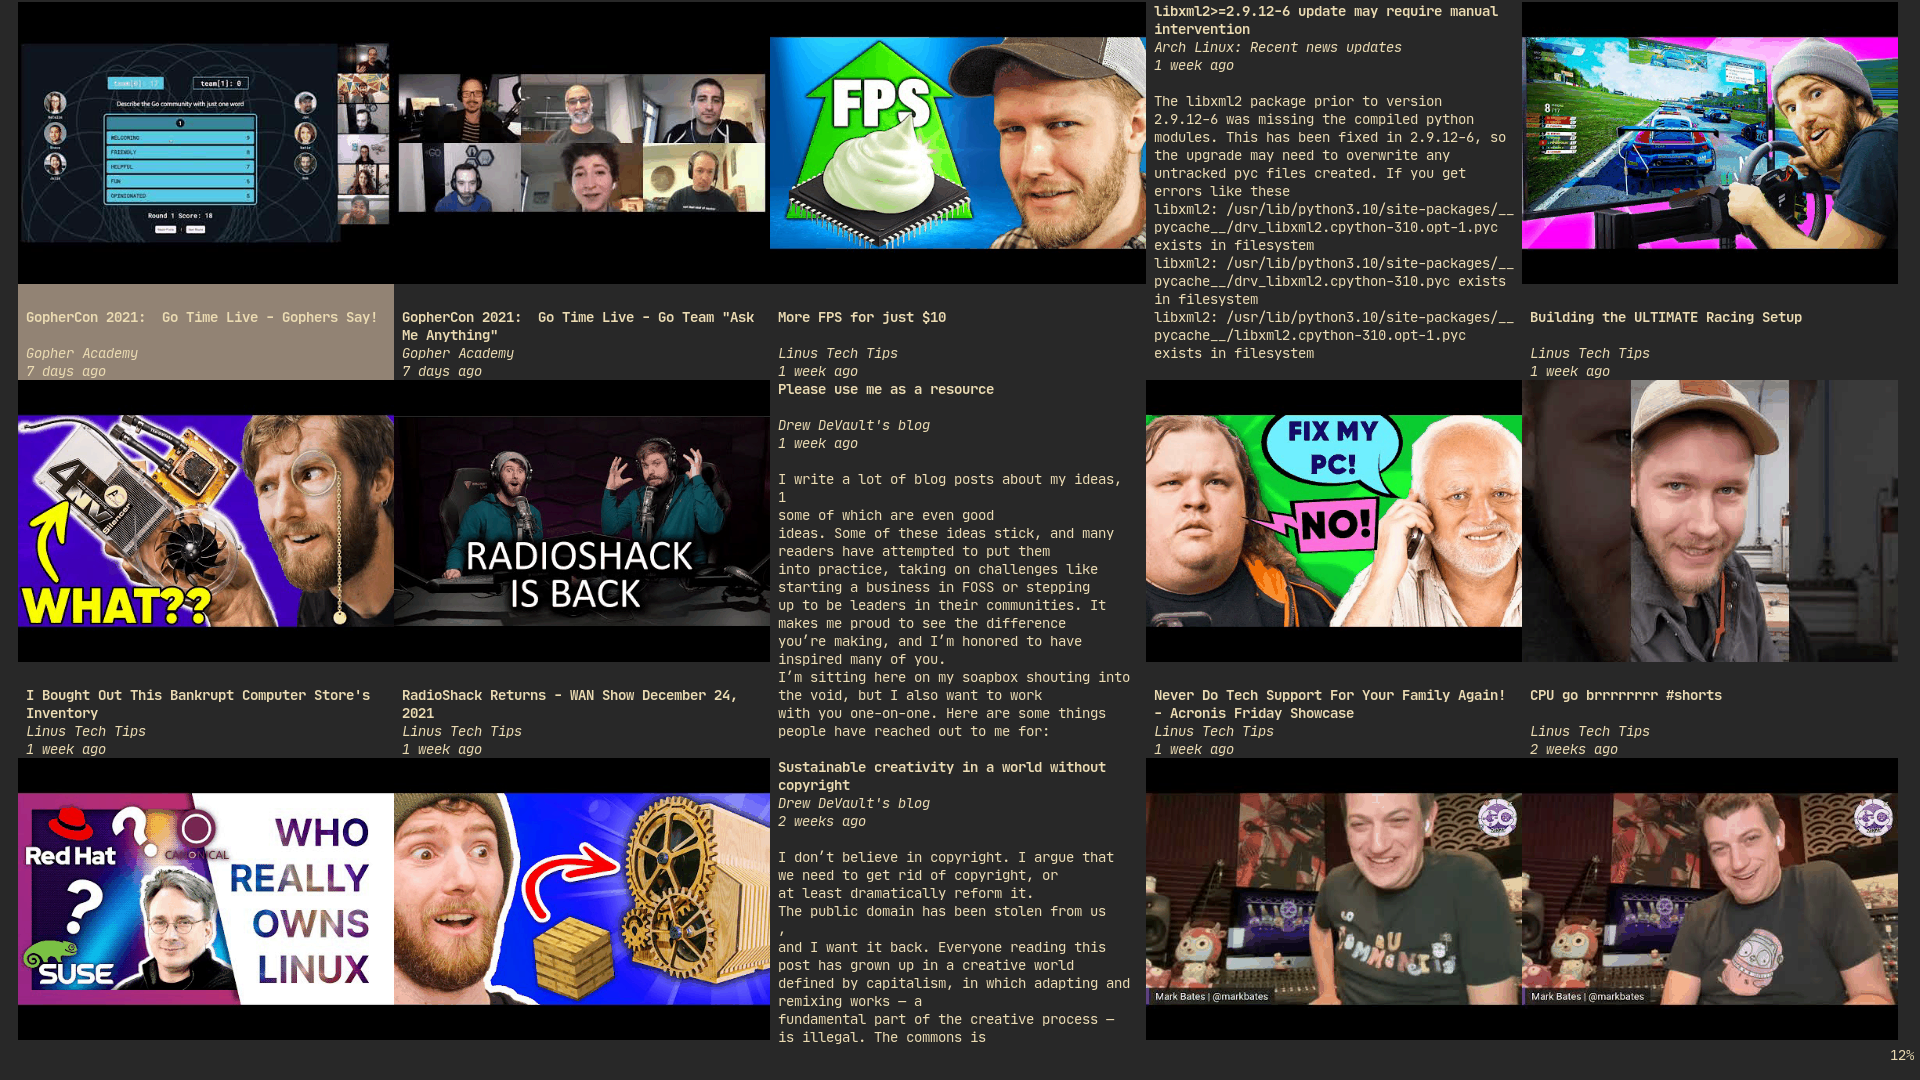 team[0]: 17
team[1]: 0
Describe the Go community with just one word
1
WELCOMING
FRIENDLY
HELPFUL 7
FUN
OPINIONATED
Round 1 Score: 18
GopherCon 2021:  Go Time Live - Gophers Say!
Gopher Academy
7 days ago
GopherCon 2021:  Go Time Live - Go Team "Ask
Me Anything"
Gopher Academy
7 days ago
FPS
More FPS for just $10
Linus Tech Tips
1 week ago
libxml2>=2.9.12-6 update may require manual
intervention
Arch Linux: Recent news updates
1 week ago
The libxml2 package prior to version
2.9.12-6 was missing the compiled python
modules. This has been fixed in 2.9.12-6, so
the upgrade may need to overwrite any
untracked pyc files created. If you get
errors like these
libxml2: /usr/lib/python3.10/site-packages/__
pycache__/drv_libxml2.cpython-310.opt-1.pyc
exists in filesystem
libxml2: /usr/lib/python3.10/site-packages/__
pycache__/drv_libxml2.cpython-310.pyc exists
in filesystem
libxml2: /usr/lib/python3.10/site-packages/__
pycache__/libxml2.cpython-310.opt-1.pyc
exists in filesystem
8
Building the ULTIMATE Racing Setup
Linus Tech Tips
1 week ago
Silencer
WHAT??
I Bought Out This Bankrupt Computer Store's
Inventory
Linus Tech Tips
1 week ago
RADIOSHACK
IS BACK
RadioShack Returns - WAN Show December 24,
2021
Linus Tech Tips
1 week ago
Please use me as a resource
Drew DeVault's blog
1 week ago
I write a lot of blog posts about my ideas,
1
some of which are even good
ideas. Some of these ideas stick, and many
readers have attempted to put them
into practice, taking on challenges like
starting a business in FOSS or stepping
up to be leaders in their communities. It
makes me proud to see the difference
you’re making, and I’m honored to have
inspired many of you.
I’m sitting here on my soapbox shouting into
the void, but I also want to work
with you one-on-one. Here are some things
people have reached out to me for:
FIX MY
PC!
NO!
Never Do Tech Support For Your Family Again!
- Acronis Friday Showcase
Linus Tech Tips
1 week ago
CPU go brrrrrrrr #shorts
Linus Tech Tips
2 weeks ago
Red Hat
CANONICAL
SUSE
WHO
REALLY
OWNS
LINUX
Sustainable creativity in a world without
copyright
Drew DeVault's blog
2 weeks ago
I don’t believe in copyright. I argue that
we need to get rid of copyright, or
at least dramatically reform it.
The public domain has been stolen from us
,
and I want it back. Everyone reading this
post has grown up in a creative world
defined by capitalism, in which adapting and
remixing works — a
fundamental part of the creative process —
is illegal. The commons is
Mark Bates | @markbates
Mark Bates | @markbates
12%